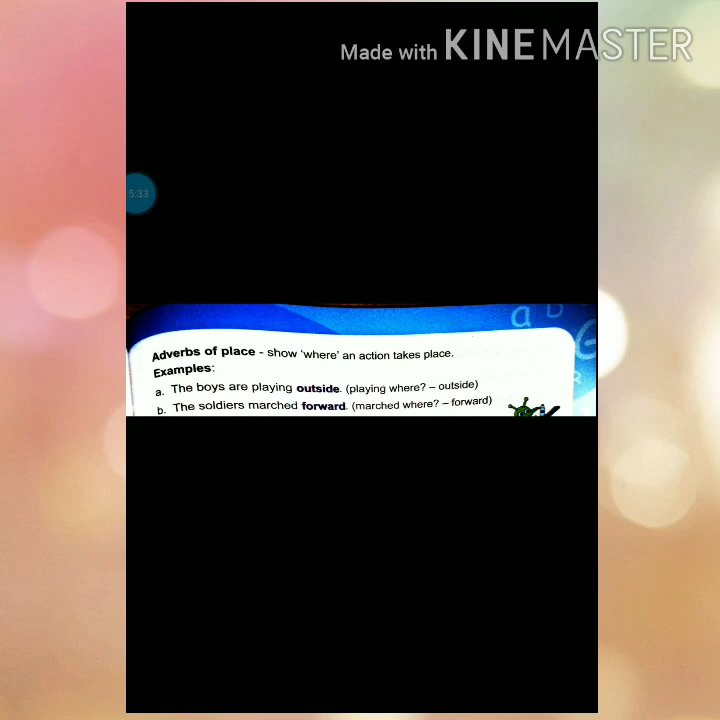 Made with KINEMASTER
5:33
a b
Adverbs of place - show 'where' an action takes place.
Examples:
a. The boys are playing outside. (playing where? – outside)
b. The soldiers marched forward. (marched where? – forward)